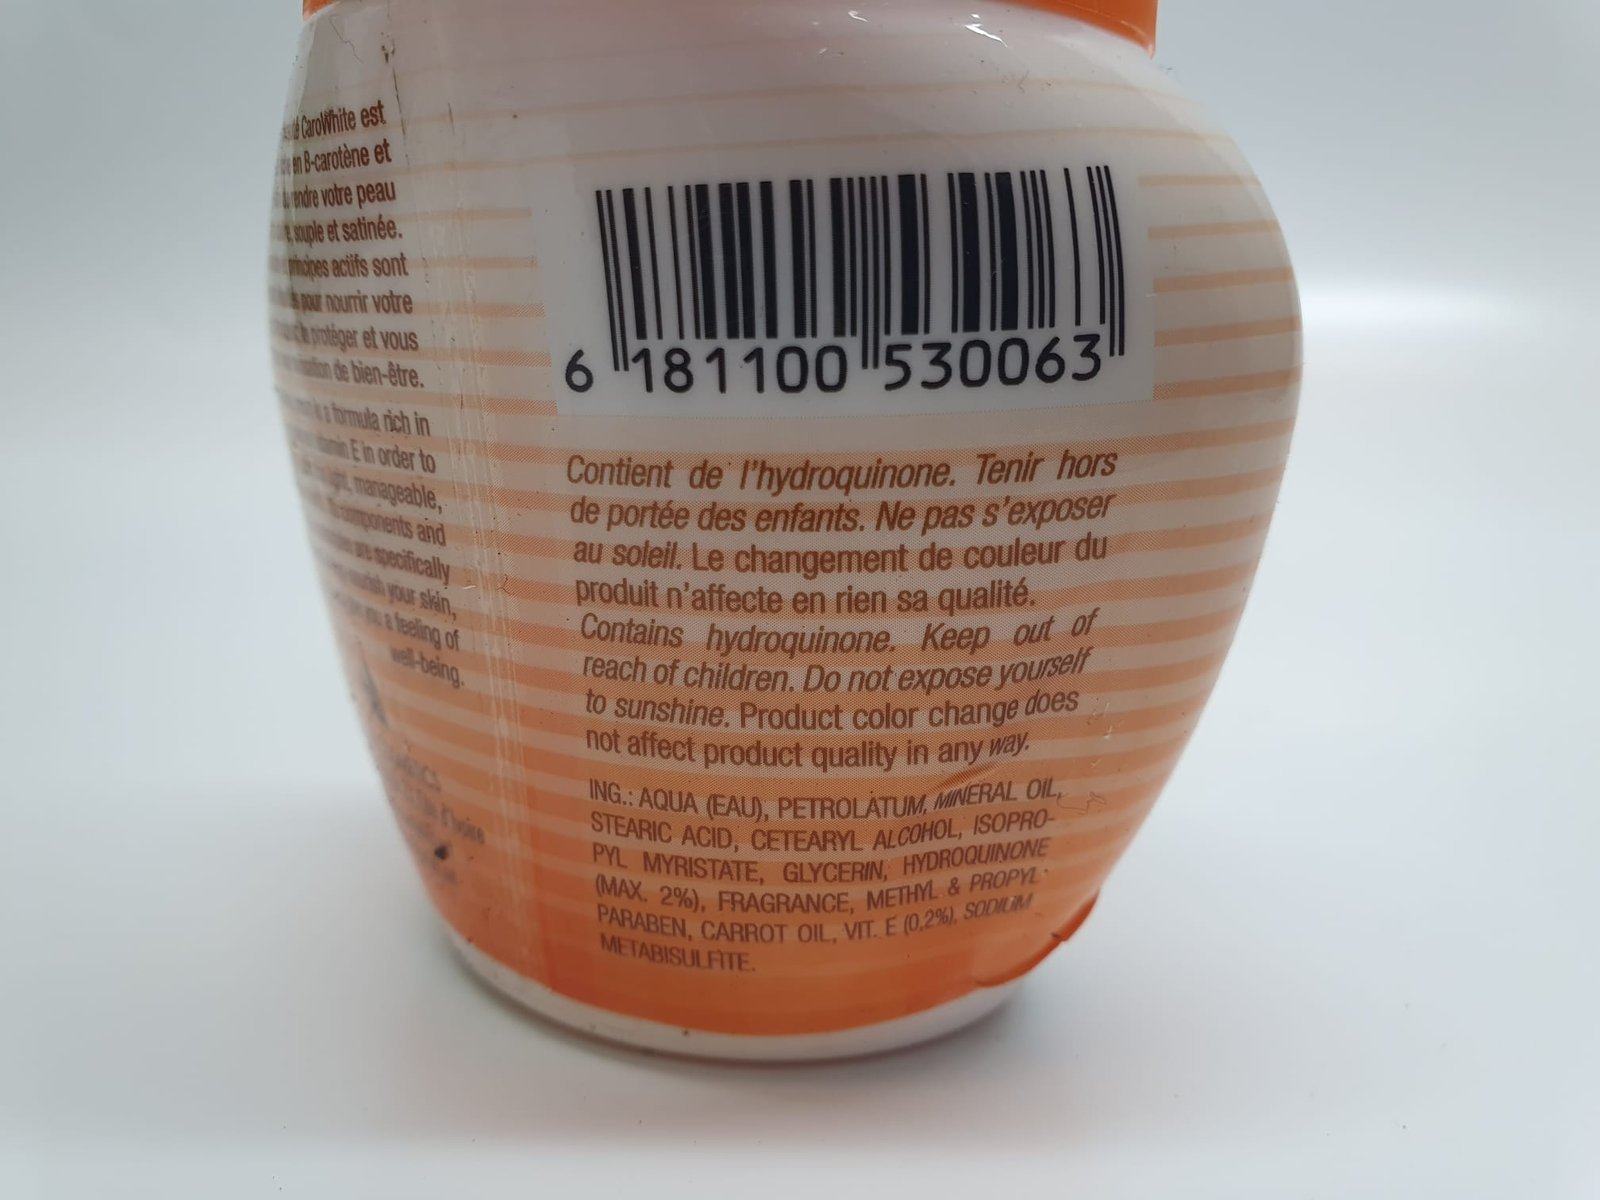 CaroWhite est
en B-carotène et
rendre votre peau
souple et satinée.
principes actifs sont
pour nourrir votre
protéger et vous
de bien-être.
is a formula rich in
E in order to
manageable,
components and
are specifically
your skin,
you a feeling of
well-being.
6 181100 530063
Contient de l'hydroquinone. Tenir hors
de portée des enfants. Ne pas s'exposer
au soleil. Le changement de couleur du
produit n'affecte en rien sa qualité.
Contains hydroquinone. Keep out of
reach of children. Do not expose yourself
to sunshine. Product color change does
not affect product quality in any way.
ING.: AQUA (EAU), PETROLATUM, MINERAL OIL,
STEARIC ACID, CETEARYL ALCOHOL, ISOPRO-
PYL MYRISTATE, GLYCERIN, HYDROQUINONE
(MAX. 2%), FRAGRANCE, METHYL & PROPYL
PARABEN, CARROT OIL, VIT. E (0,2%), SODIUM
METABISULFITE.